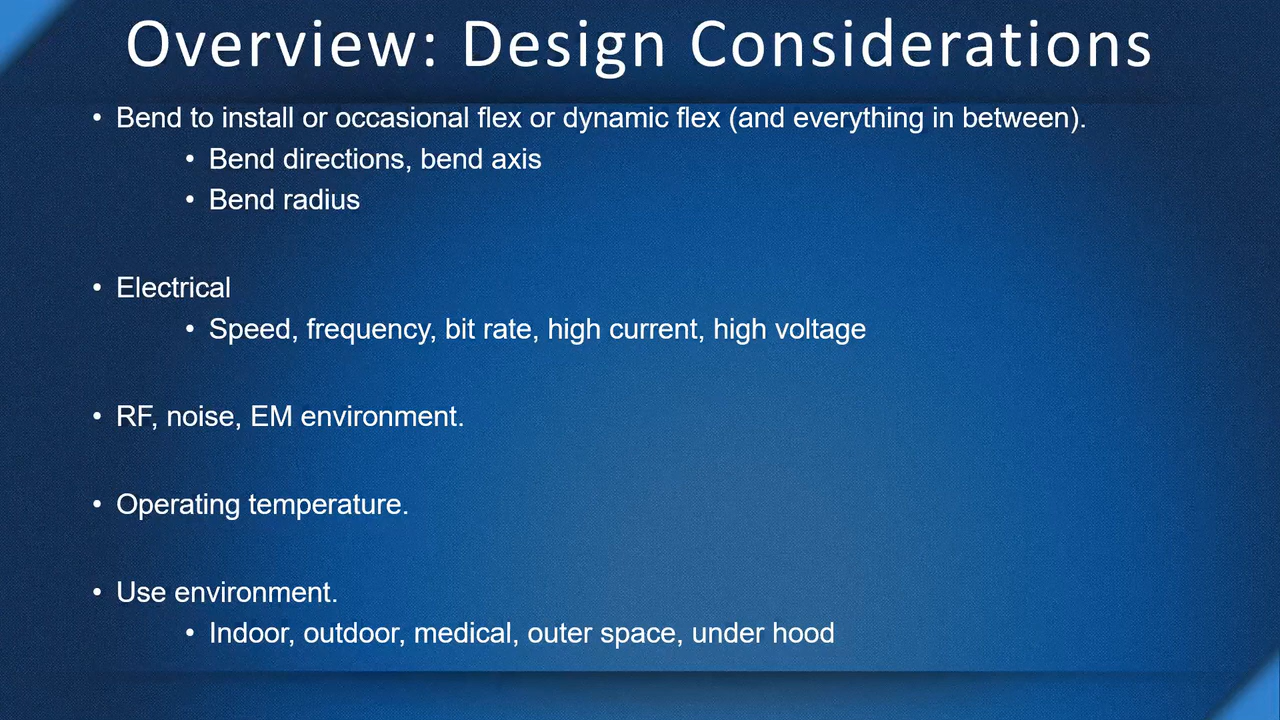 Overview: Design Considerations
• Bend to install or occasional flex or dynamic flex (and everything in between).
• Bend directions, bend axis
• Bend radius
• Electrical
• Speed, frequency, bit rate, high current, high voltage
• RF, noise, EM environment.
• Operating temperature.
• Use environment.
• Indoor, outdoor, medical, outer space, under hood